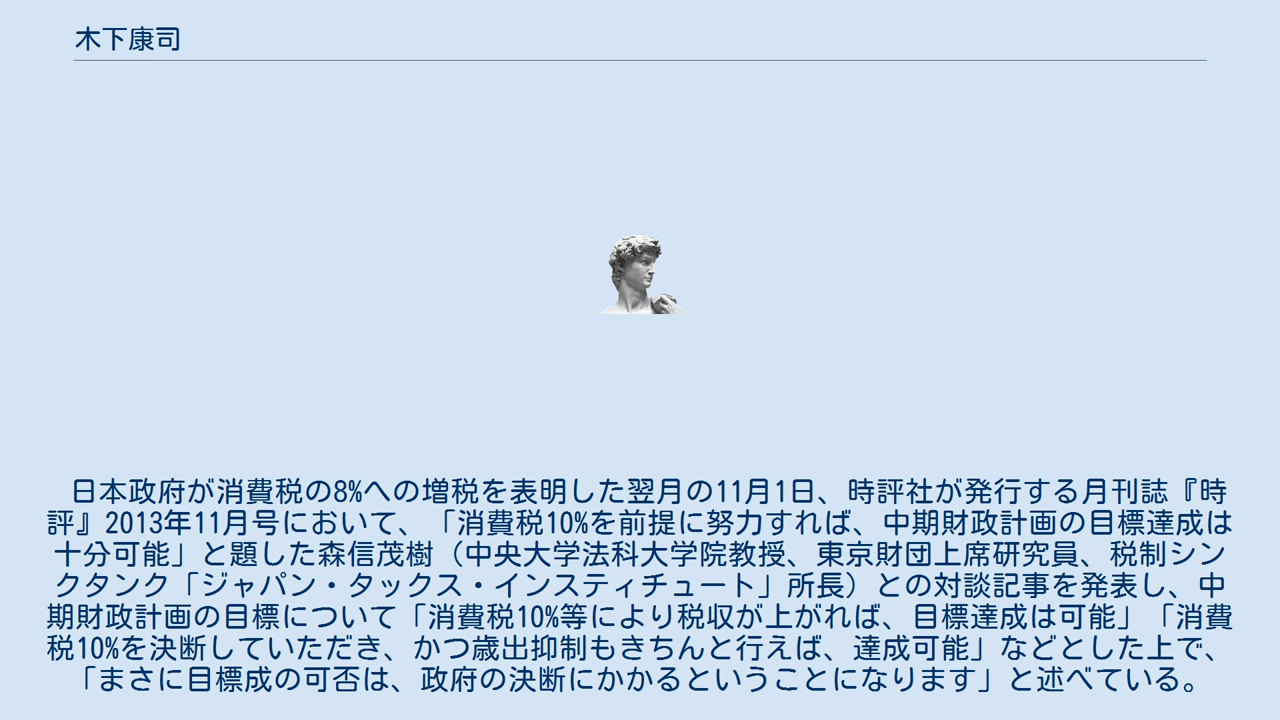 木下康司
日本政府が消費税の8%への増税を表明した翌月の11月1日、時評社が発行する月刊誌『時
評』2013年11月号において、「消費税10%を前提に努力すれば、中期財政計画の目標達成は
十分可能」と題した森信茂樹（中央大学法科大学院教授、東京財団上席研究員、税制シン
クタンク「ジャパン・タックス・インスティチュート」所長）との対談記事を発表し、中
期財政計画の目標について「消費税10%等により税収が上がれば、目標達成は可能」「消費
税10%を決断していただき、かつ歳出抑制もきちんと行えば、達成可能」などとした上で、
「まさに目標成の可否は、政府の決断にかかるということになります」と述べている。